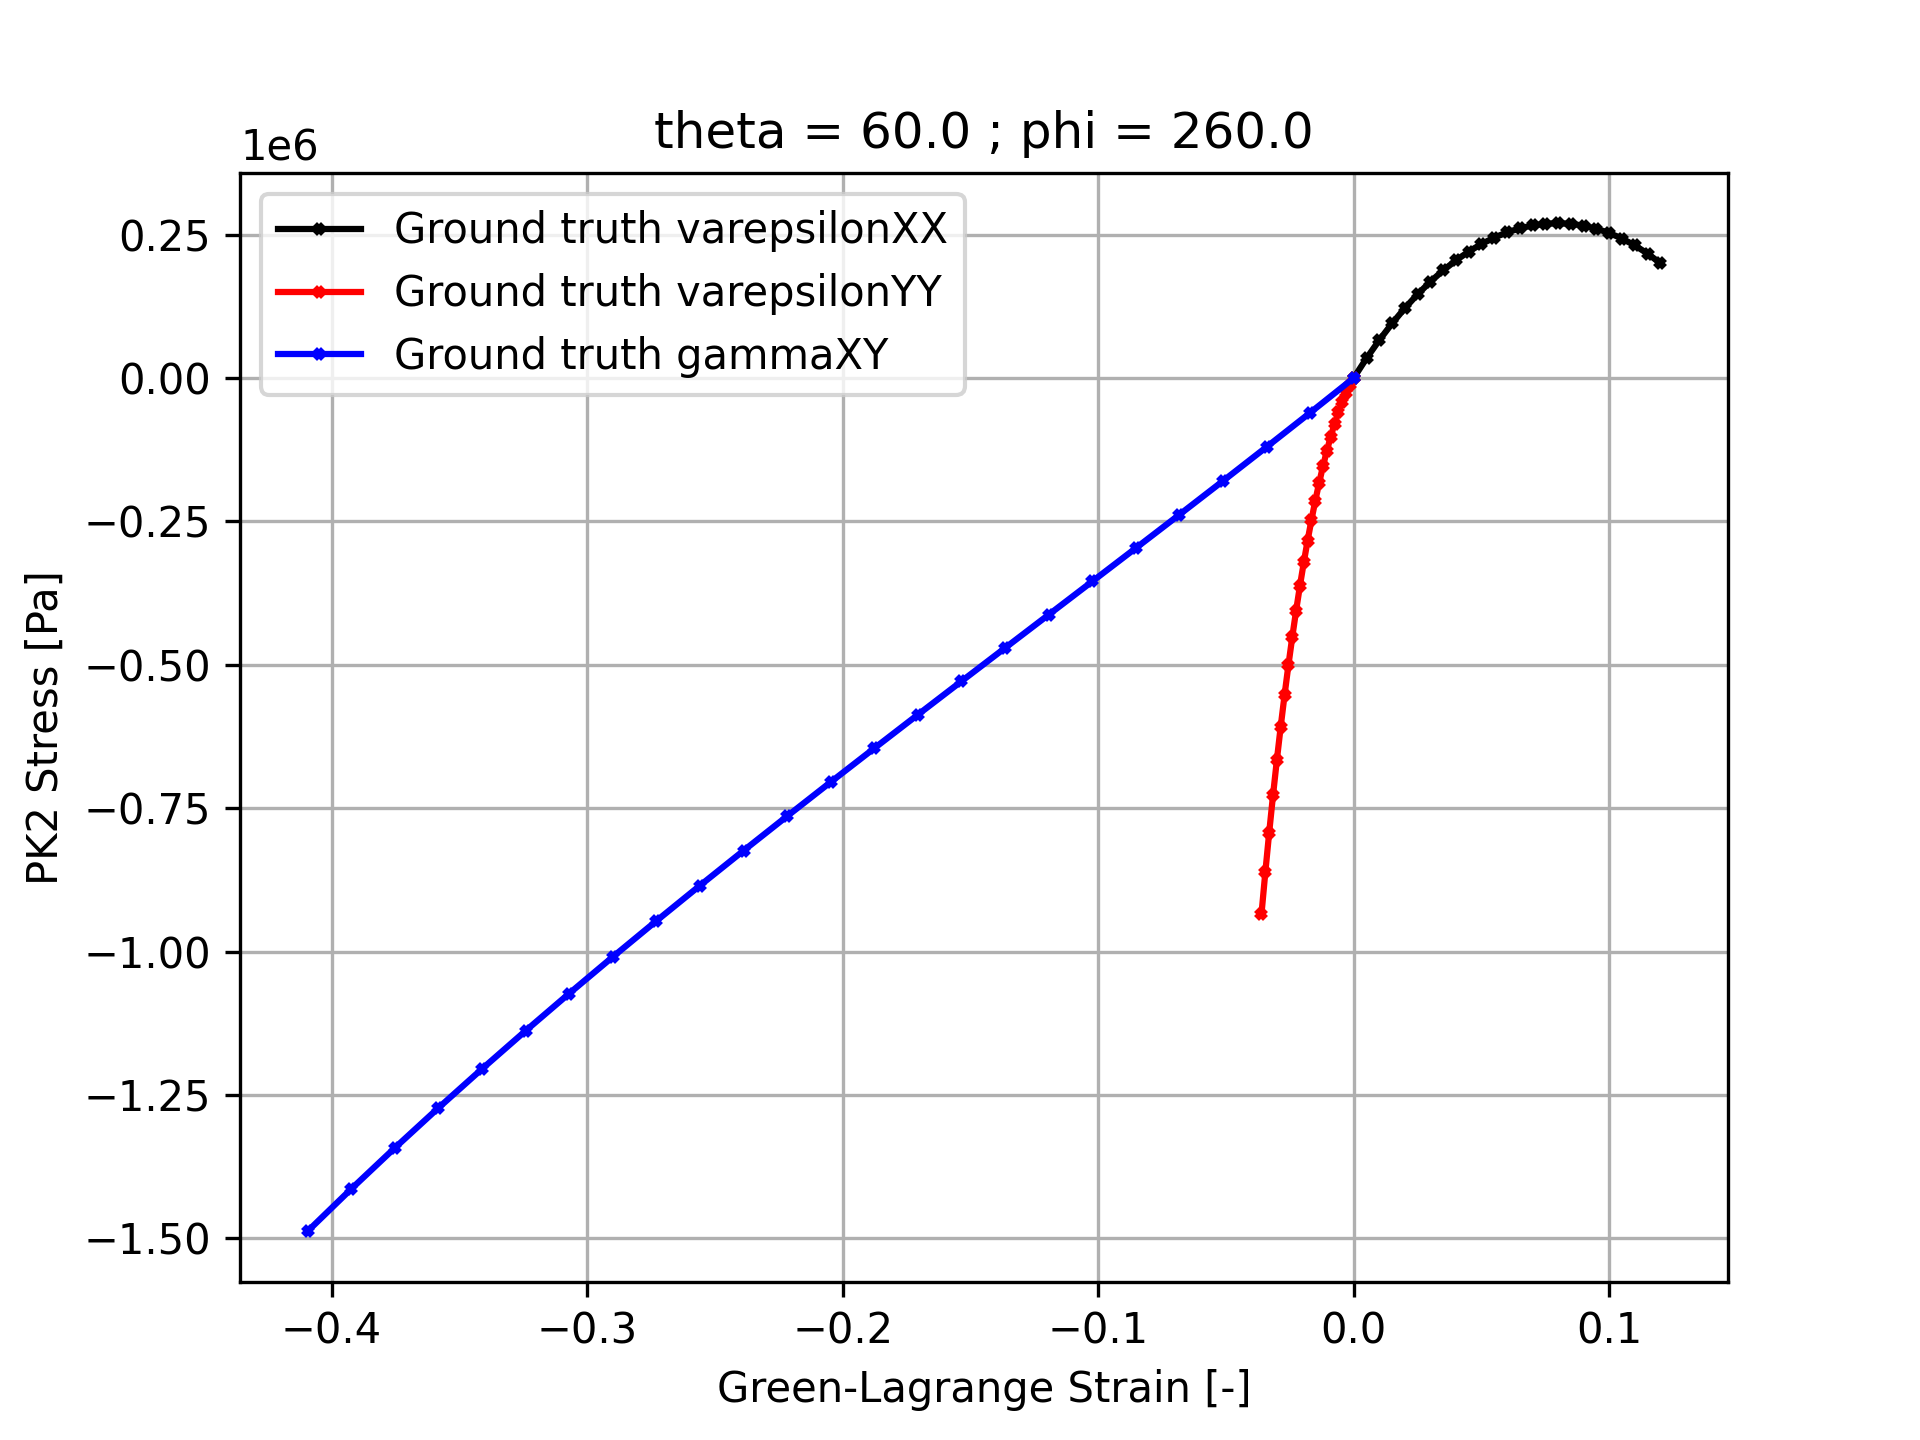 theta = 60.0 ; phi = 260.0
1e6
Ground truth varepsilonXX
Ground truth varepsilonYY
Ground truth gammaXY
0.25
0.00
−0.25
−0.50
−0.75
−1.00
−1.25
−1.50
PK2 Stress [Pa]
−0.4 −0.3 −0.2 −0.1 0.0 0.1
Green-Lagrange Strain [-]